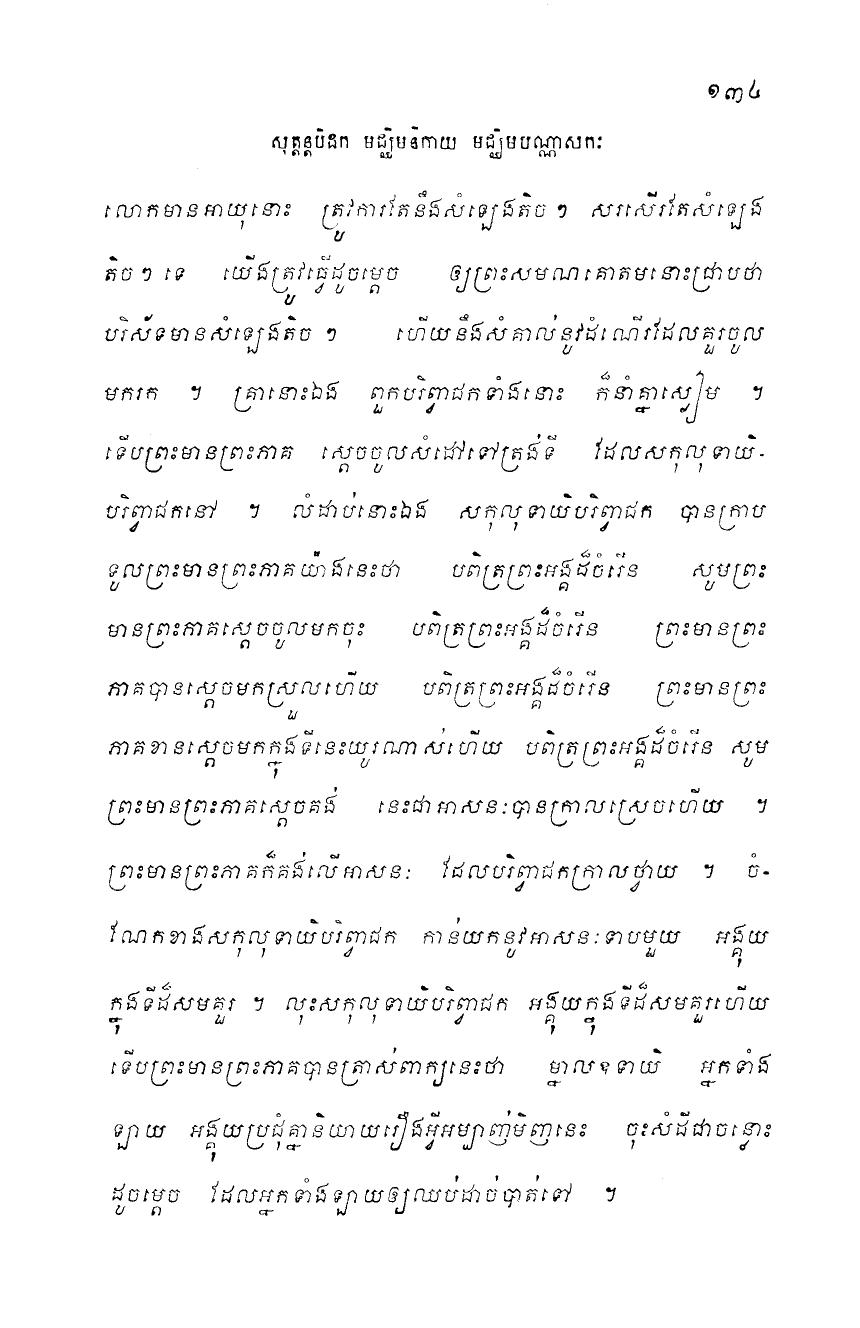 ១៣៤
សុត្តន្តបិដក មជ្ឈិមនិកាយ មជ្ឈិមបណ្ណាសកៈ
លោកមានអាយុនោះ ត្រូវការតែនឹងសំឡេងតិច ៗ សរសើរតែសំឡេង
តិច ៗ ទេ យើងត្រូវធ្វើដូចម្តេច ឲ្យព្រះសមណគោតមនោះជ្រាបថា
បរិស័ទមានសំឡេងតិច ៗ ហើយនឹងសំគាល់នូវដំណើរដែលគួរចូល
មករក ។ គ្រានោះឯង ពួកបរិព្វាជកទាំងនោះ ក៏នាំគ្នាស្ងៀម ។
ទើបព្រះមានព្រះភាគ ស្តេចចូលសំដៅទៅត្រង់ទី ដែលសកុលុទាយិ-
បរិព្វាជកនៅ ។ លំដាប់នោះឯង សកុលុទាយិបរិព្វាជក បានក្រាប
ទូលព្រះមានព្រះភាគយ៉ាងនេះថា បពិត្រព្រះអង្គដ៏ចំរើន សូមព្រះ
មានព្រះភាគស្តេចចូលមកចុះ បពិត្រព្រះអង្គដ៏ចំរើន ព្រះមានព្រះ
ភាគបានស្តេចមកស្រួលហើយ បពិត្រព្រះអង្គដ៏ចំរើន ព្រះមានព្រះ
ភាគខានស្តេចមកក្នុងទីនេះយូរណាស់ហើយ បពិត្រព្រះអង្គដ៏ចំរើន សូម
ព្រះមានព្រះភាគស្តេចគង់ នេះជាអាសនៈបានក្រាលស្រេចហើយ ។
ព្រះមានព្រះភាគក៏គង់លើអាសនៈ ដែលបរិព្វាជកក្រាលថ្វាយ ។ ចំ-
ណែកខាងសកុលុទាយិបរិព្វាជក កាន់យកនូវអាសនៈទាបមួយ អង្គុយ
ក្នុងទីដ៏សមគួរ ។ លុះសកុលុទាយិបរិព្វាជក អង្គុយក្នុងទីដ៏សមគួរហើយ
ទើបព្រះមានព្រះភាគបានត្រាស់ពាក្យនេះថា ម្នាលឧទាយិ អ្នកទាំង
ឡាយ អង្គុយប្រជុំគ្នានិយាយរឿងអ្វីអម្បាញ់មិញនេះ ចុះសំដីជាចន្លោះ
ដូចម្តេច ដែលអ្នកទាំងឡាយឲ្យឈប់ដាច់បាត់ទៅ ។